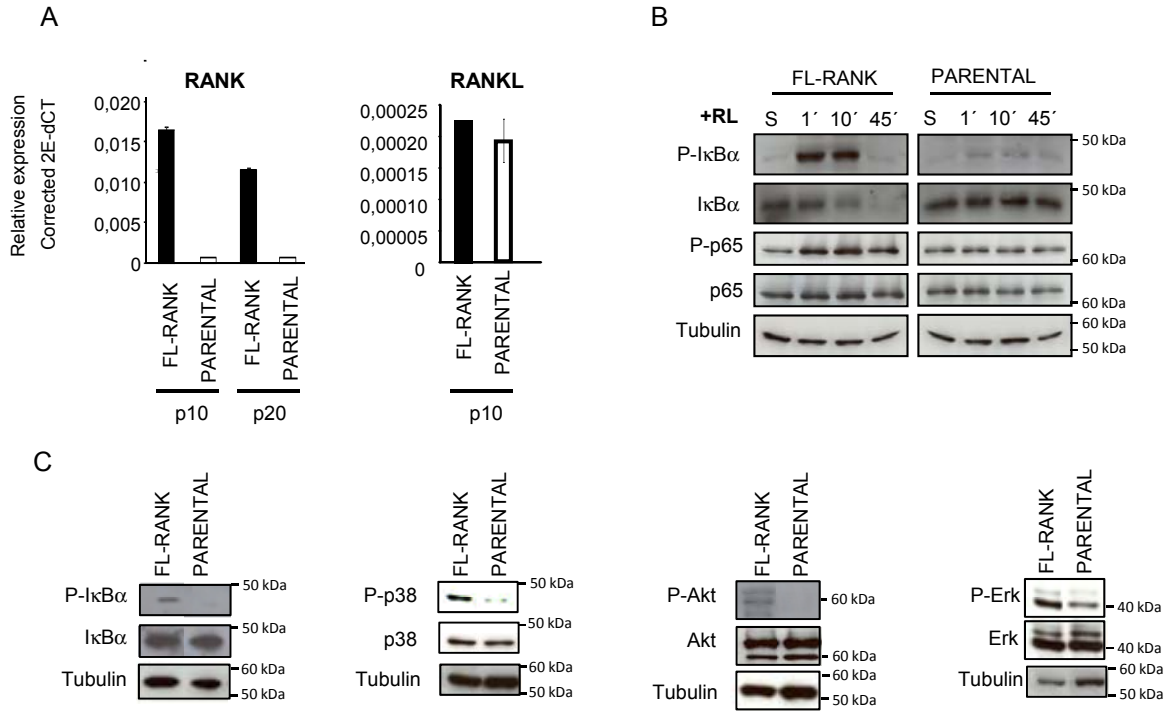 A
RANK
Relative expression
Corrected 2E-dCT
0,020
0,015
0,010
0,005
0
FL-RANK
PARENTAL
FL-RANK
PARENTAL
p10
p20
RANKL
0,00025
0,00020
0,00015
0,00010
0,00005
0
FL-RANK
PARENTAL
p10
B
FL-RANK PARENTAL
+RL S 1´ 10´ 45´ S 1´ 10´ 45´
P-IκBα 50 kDa
IκBα 50 kDa
P-p65 60 kDa
p65 60 kDa
Tubulin 60 kDa
50 kDa
C
FL-RANK
PARENTAL
P-IκBα 50 kDa
IκBα 50 kDa
Tubulin 60 kDa
50 kDa
FL-RANK
PARENTAL
P-p38 50 kDa
p38 50 kDa
Tubulin 60 kDa
50 kDa
FL-RANK
PARENTAL
P-Akt 60 kDa
Akt 60 kDa
Tubulin 60 kDa
50 kDa
FL-RANK
PARENTAL
P-Erk 40 kDa
Erk 40 kDa
Tubulin 60 kDa
50 kDa